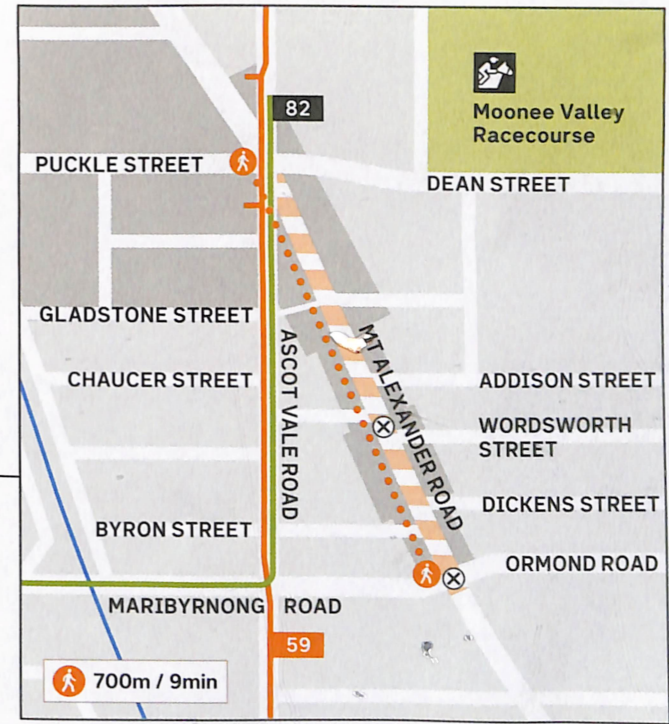 82
Moonee Valley
Racecourse
PUCKLE STREET
DEAN STREET
GLADSTONE STREET
ASCOT VALE ROAD
MT ALEXANDER ROAD
CHAUCER STREET
ADDISON STREET
WORDSWORTH
STREET
DICKENS STREET
BYRON STREET
ORMOND ROAD
MARIBYRNONG ROAD
59
700m / 9min